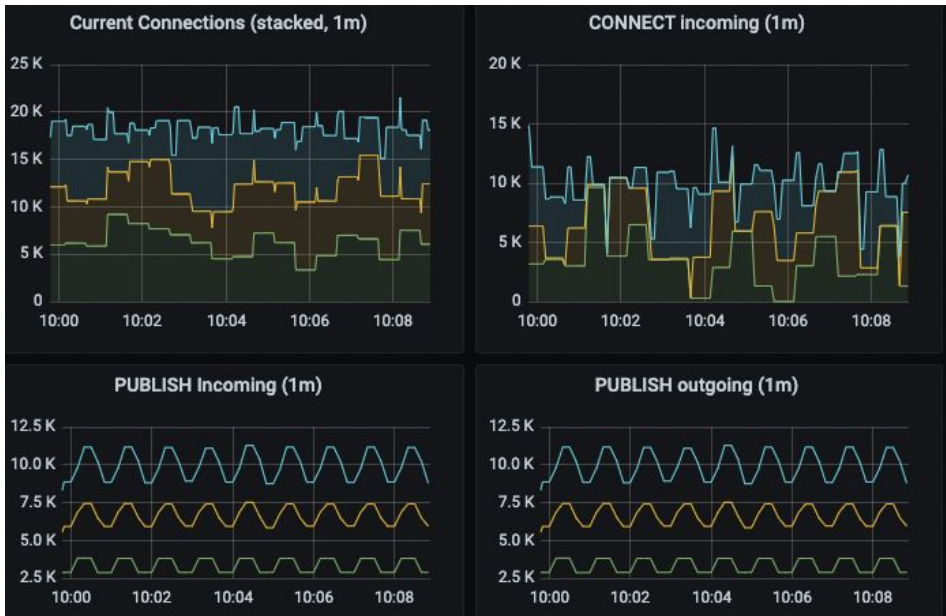 Current Connections (stacked, 1m)
25 K
20 K
15 K
10 K
5 K
0
10:00 10:02 10:04 10:06 10:08
CONNECT incoming (1m)
20 K
15 K
10 K
5 K
0
10:00 10:02 10:04 10:06 10:08
PUBLISH Incoming (1m)
12.5 K
10.0 K
7.5 K
5.0 K
2.5 K
10:00 10:02 10:04 10:06 10:08
PUBLISH outgoing (1m)
12.5 K
10.0 K
7.5 K
5.0 K
2.5 K
10:00 10:02 10:04 10:06 10:08